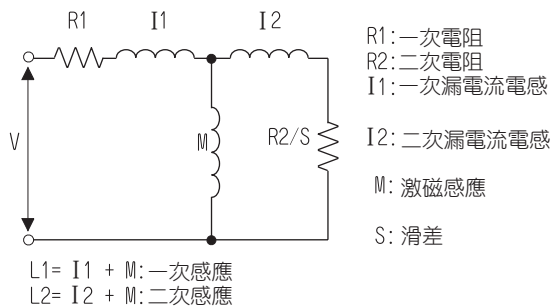 R1 I1 I2
V
M
R2/S
R1:一次電阻
R2:二次電阻
I1:一次漏電流電感
I2:二次漏電流電感
M:激磁感應
S:滑差
L1= I1 + M:一次感應
L2= I2 + M:二次感應